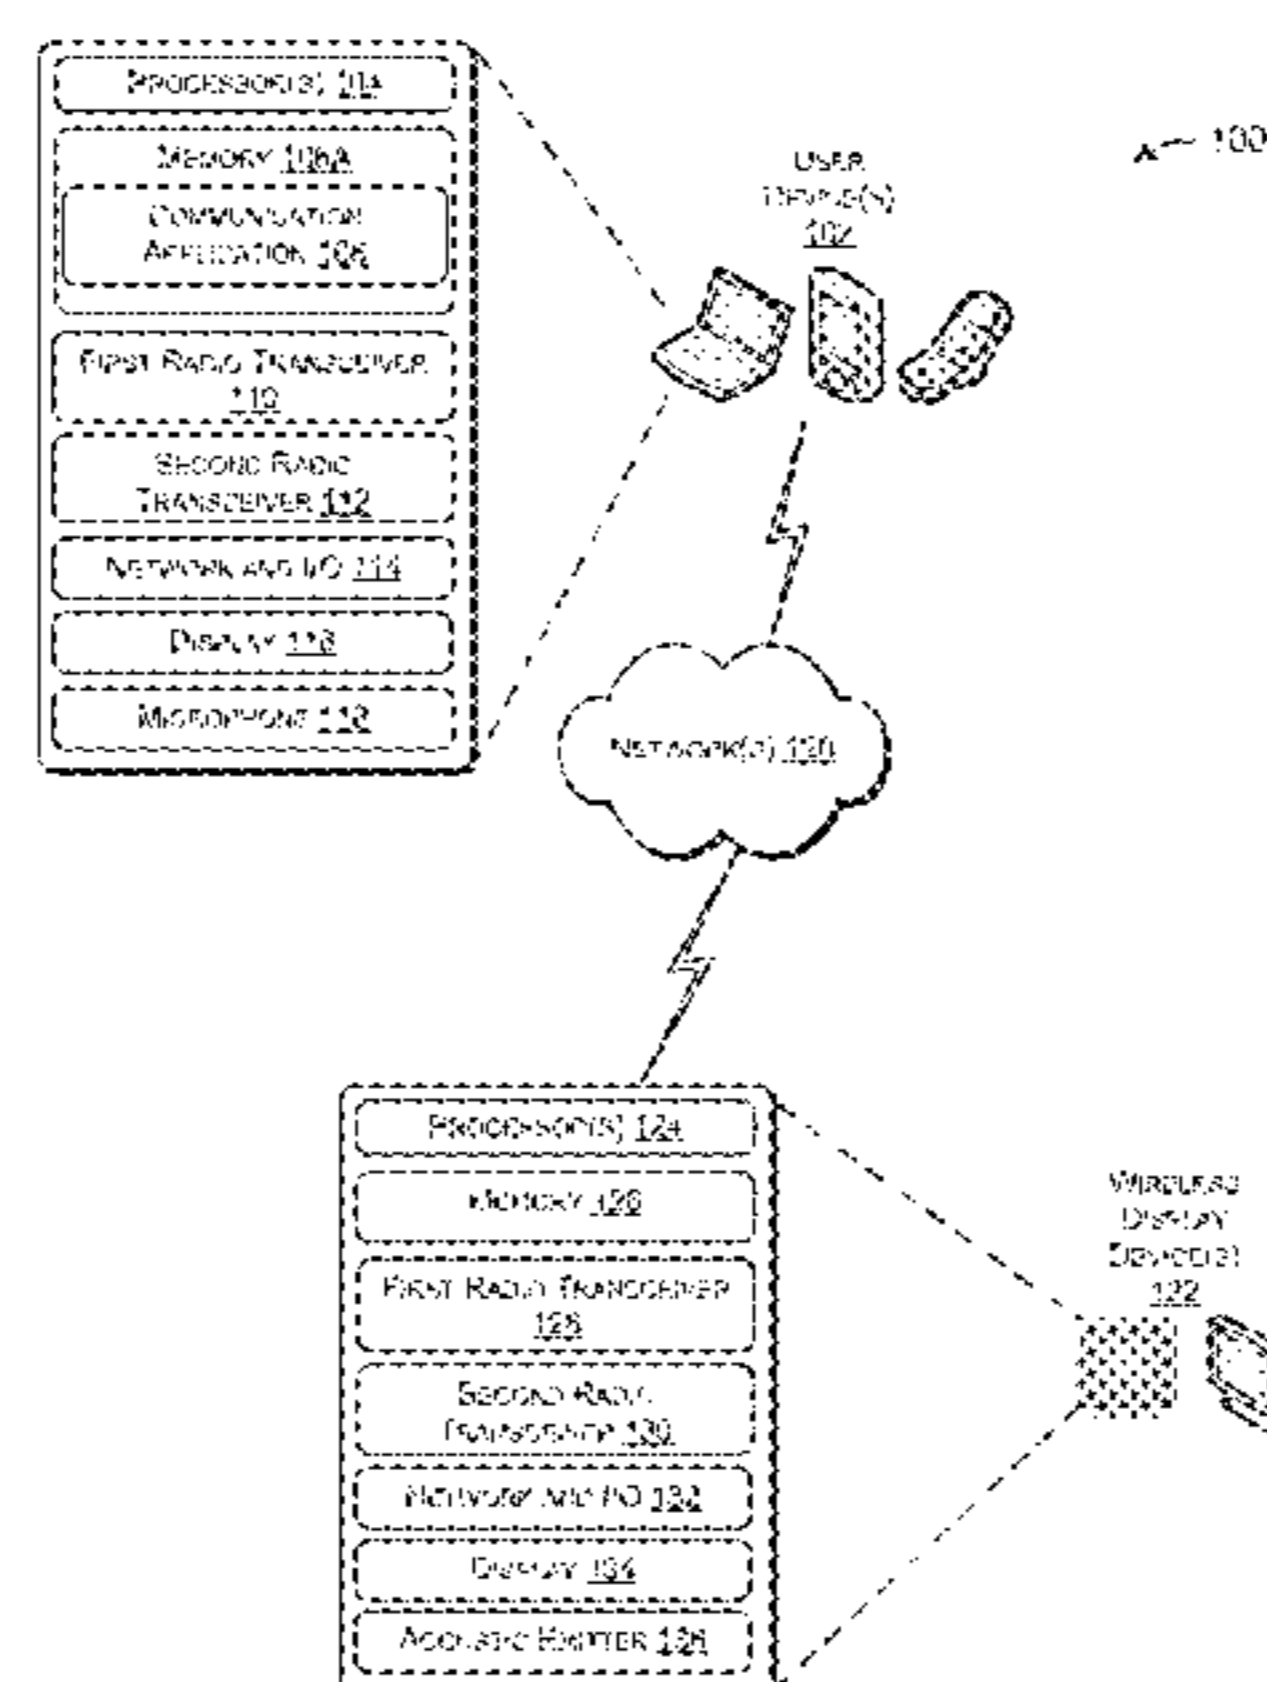 PROCESSOR(S) 104
MEMORY 106A
COMMUNICATION
APPLICATION 108
FIRST RADIO TRANSCEIVER
110
SECOND RADIO
TRANSCEIVER 112
NETWORK AND I/O 114
DISPLAY 116
MICROPHONE 118
100
USER
DEVICE(S)
102
NETWORK(S) 120
PROCESSOR(S) 124
MEMORY 126
FIRST RADIO TRANSCEIVER
128
SECOND RADIO
TRANSCEIVER 130
NETWORK AND I/O 132
DISPLAY 134
ACOUSTIC EMITTER 136
WIRELESS
DISPLAY
DEVICE(S)
122